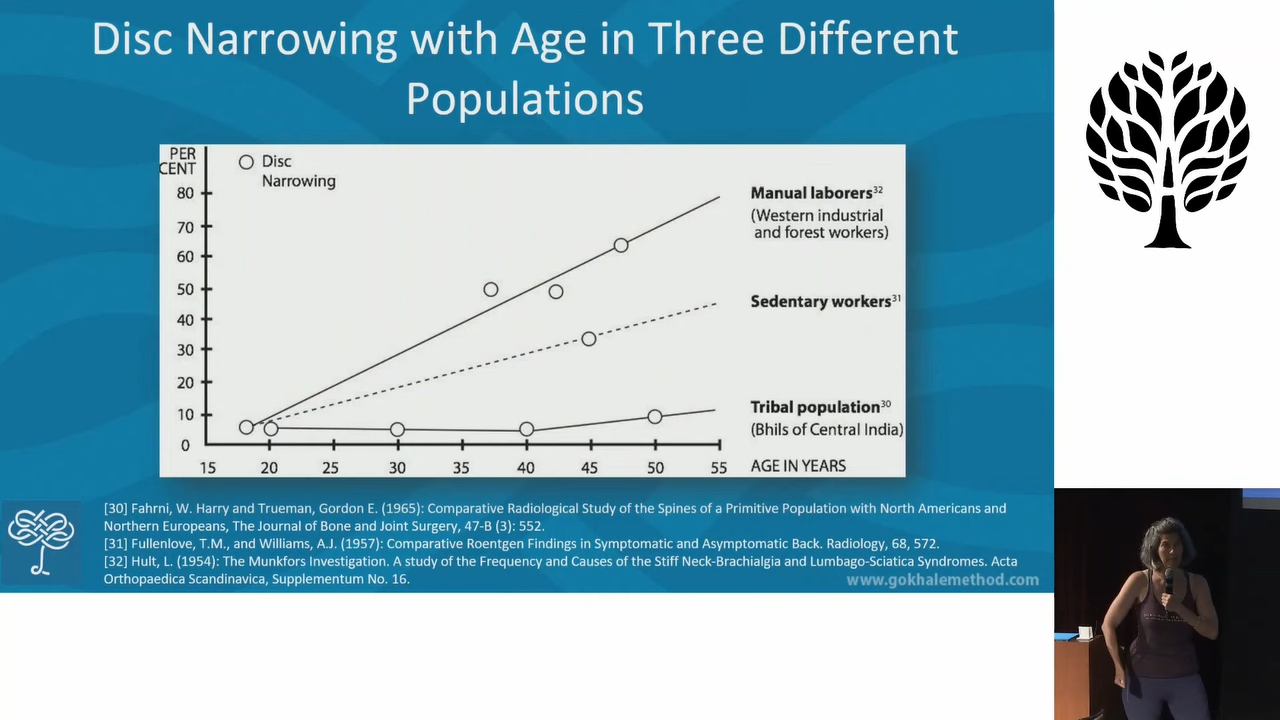 Disc Narrowing with Age in Three Different
Populations
PER
CENT
Disc
Narrowing
80
70
60
50
40
30
20
10
0
15 20 25 30 35 40 45 50 55
AGE IN YEARS
Manual laborers³²
(Western industrial
and forest workers)
Sedentary workers³¹
Tribal population³⁰
(Bhils of Central India)
[30] Fahrni, W. Harry and Trueman, Gordon E. (1965): Comparative Radiological Study of the Spines of a Primitive Population with North Americans and
Northern Europeans, The Journal of Bone and Joint Surgery, 47-B (3): 552.
[31] Fullenlove, T.M., and Williams, A.J. (1957): Comparative Roentgen Findings in Symptomatic and Asymptomatic Back. Radiology, 68, 572.
[32] Hult, L. (1954): The Munkfors Investigation. A study of the Frequency and Causes of the Stiff Neck-Brachialgia and Lumbago-Sciatica Syndromes. Acta
Orthopaedica Scandinavica, Supplementum No. 16.
www.gokhalemethod.com